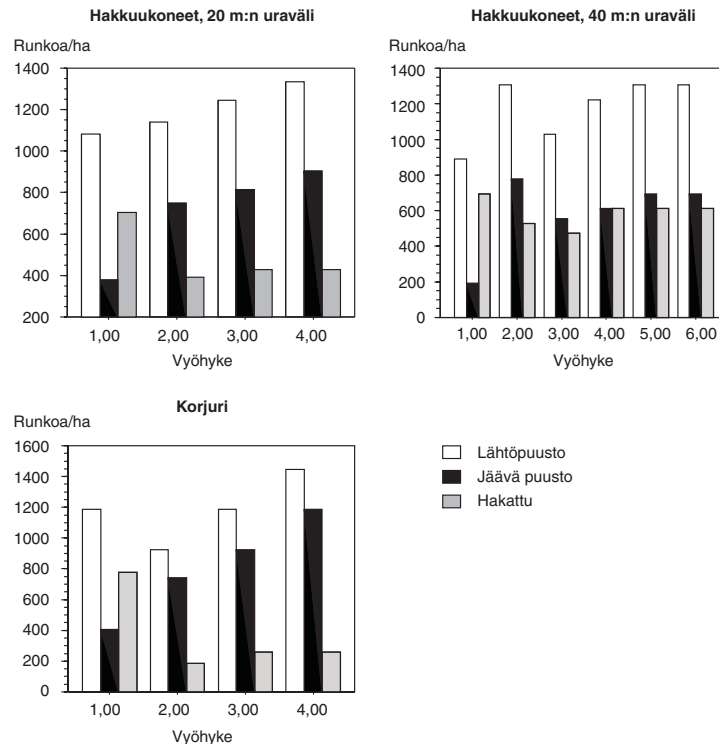 Hakkuukoneet, 20 m:n uraväli
Runkoa/ha
1400
1200
1000
800
600
400
200
1,00 2,00 3,00 4,00
Vyöhyke
Hakkuukoneet, 40 m:n uraväli
Runkoa/ha
1400
1200
1000
800
600
400
200
0
1,00 2,00 3,00 4,00 5,00 6,00
Vyöhyke
Korjuri
Runkoa/ha
1600
1400
1200
1000
800
600
400
200
0
1,00 2,00 3,00 4,00
Vyöhyke
Lähtöpuusto
Jäävä puusto
Hakattu